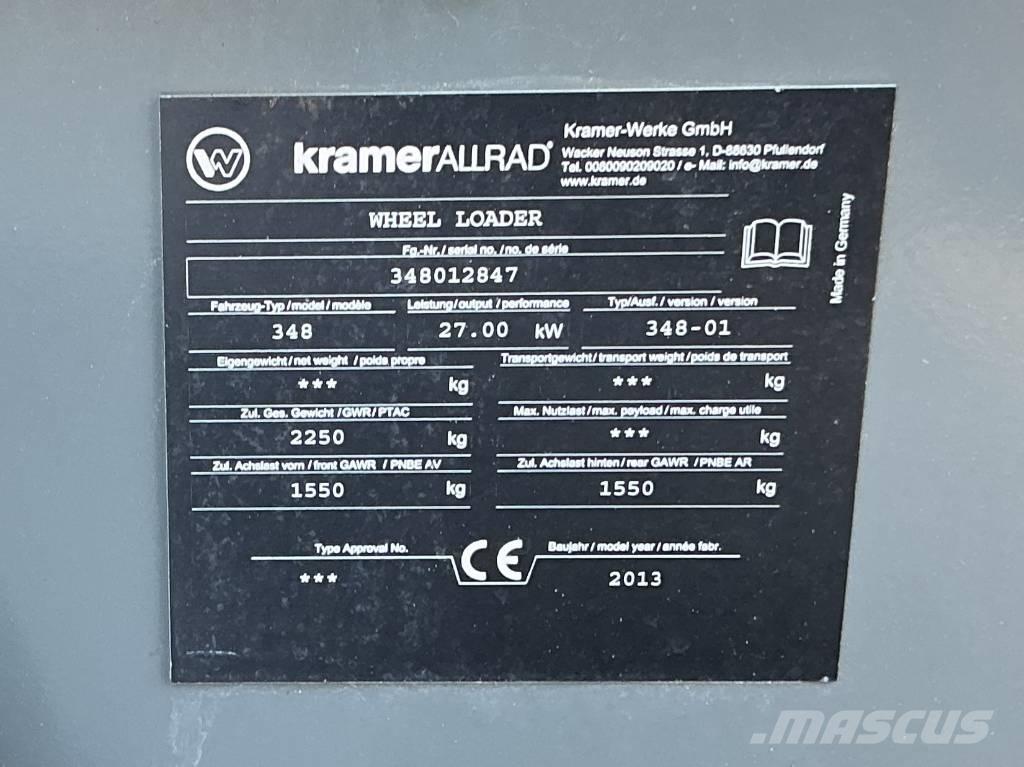 W
kramerALLRAD®
Kramer-Werke GmbH
Wacker Neuson Strasse 1, D-88630 Pfullendorf
Tel. 0080090209020 / e- Mail: info@kramer.de
www.kramer.de
WHEEL LOADER
Fg.-Nr./ serial no. /no. de série
348012847
Made in Germany
Fahrzeug-Typ /model / modèle Leistung/output /performance Typ/Ausf. / version / version
348 27.00 kW 348-01
Eigengewicht/net weight /poids propre Transportgewicht/transport weight/poids de transport
*** kg *** kg
Zul. Ges. Gewicht /GWR/ PTAC Max. Nutzlast /max. payload /max. charge utile
2250 kg *** kg
Zul. Achslast vorn /front GAWR / PNBE AV Zul. Achslast hinten/rear GAWR /PNBE AR
1550 kg 1550 kg
Type Approval No. CE Baujahr / model year /année fabr.
*** 2013
MASCUS